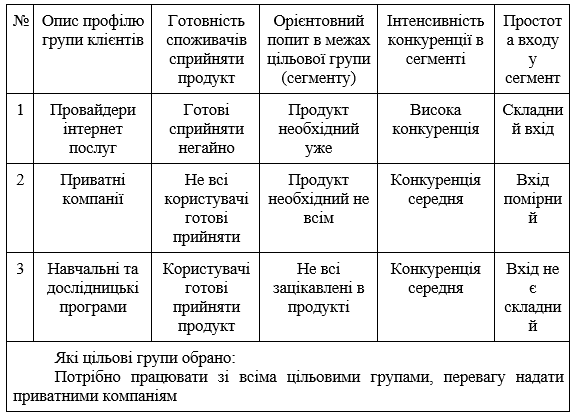 № Опис профілю групи клієнтів Готовність споживачів сприйняти продукт Орієнтовний попит в межах цільової групи (сегменту) Інтенсивність конкуренції в сегменті Простот а входу у сегмент
1 Провайдери інтернет послуг Готові сприйняти негайно Продукт необхідний уже Висока конкуренція Складни й вхід
2 Приватні компанії Не всі користувачі готові прийняти Продукт необхідний не всім Конкуренція середня Вхід помірни й
3 Навчальні та дослідницькі програми Користувачі готові прийняти продукт Не всі зацікавлені в продукті Конкуренція середня Вхід не є складни й
Які цільові групи обрано:
Потрібно працювати зі всіма цільовими групами, перевагу надати
приватними компаніям